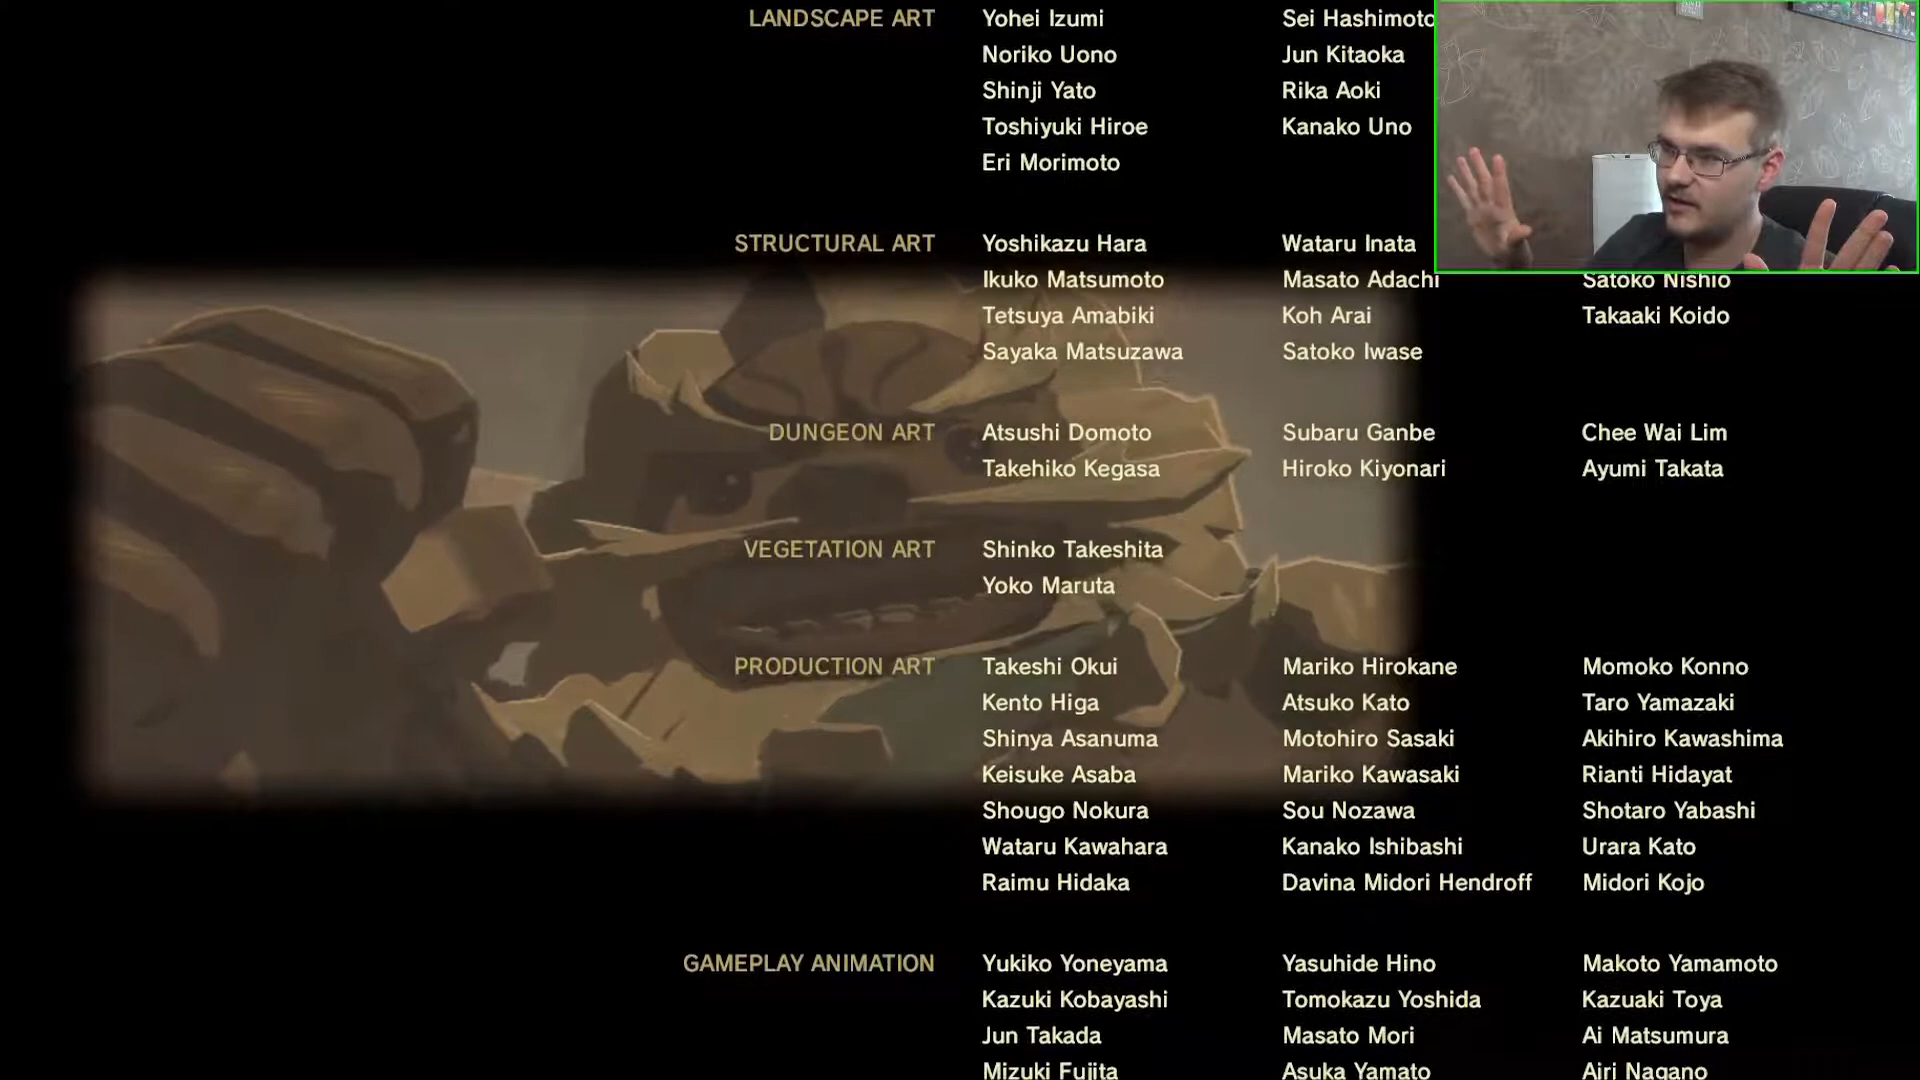 LANDSCAPE ART Yohei Izumi Sei Hashimoto
Noriko Uono Jun Kitaoka
Shinji Yato Rika Aoki
Toshiyuki Hiroe Kanako Uno
Eri Morimoto
STRUCTURAL ART Yoshikazu Hara Wataru Inata
Ikuko Matsumoto Masato Adachi Satoko Nishio
Tetsuya Amabiki Koh Arai Takaaki Koido
Sayaka Matsuzawa Satoko Iwase
DUNGEON ART Atsushi Domoto Subaru Ganbe Chee Wai Lim
Takehiko Kegasa Hiroko Kiyonari Ayumi Takata
VEGETATION ART Shinko Takeshita
Yoko Maruta
PRODUCTION ART Takeshi Okui Mariko Hirokane Momoko Konno
Kento Higa Atsuko Kato Taro Yamazaki
Shinya Asanuma Motohiro Sasaki Akihiro Kawashima
Keisuke Asaba Mariko Kawasaki Rianti Hidayat
Shougo Nokura Sou Nozawa Shotaro Yabashi
Wataru Kawahara Kanako Ishibashi Urara Kato
Raimu Hidaka Davina Midori Hendroff Midori Kojo
GAMEPLAY ANIMATION Yukiko Yoneyama Yasuhide Hino Makoto Yamamoto
Kazuki Kobayashi Tomokazu Yoshida Kazuaki Toya
Jun Takada Masato Mori Ai Matsumura
Mizuki Fujita Asuka Yamato Airi Nagano